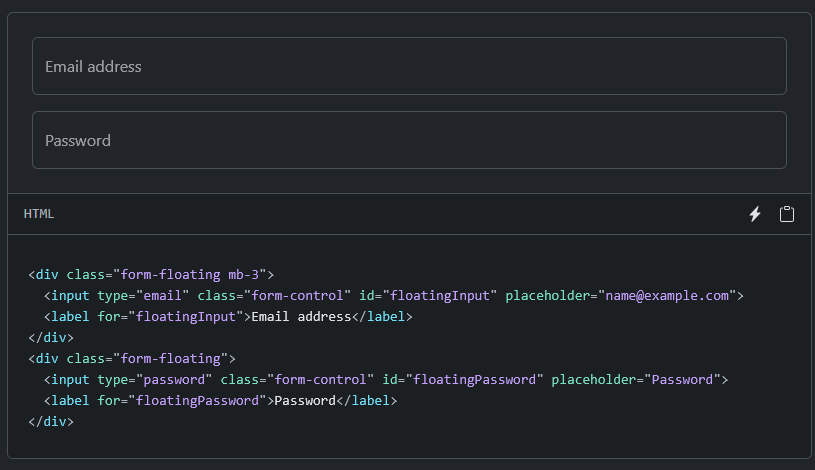 Email address
Password
HTML
<div class="form-floating mb-3">
  <input type="email" class="form-control" id="floatingInput" placeholder="name@example.com">
  <label for="floatingInput">Email address</label>
</div>
<div class="form-floating">
  <input type="password" class="form-control" id="floatingPassword" placeholder="Password">
  <label for="floatingPassword">Password</label>
</div>